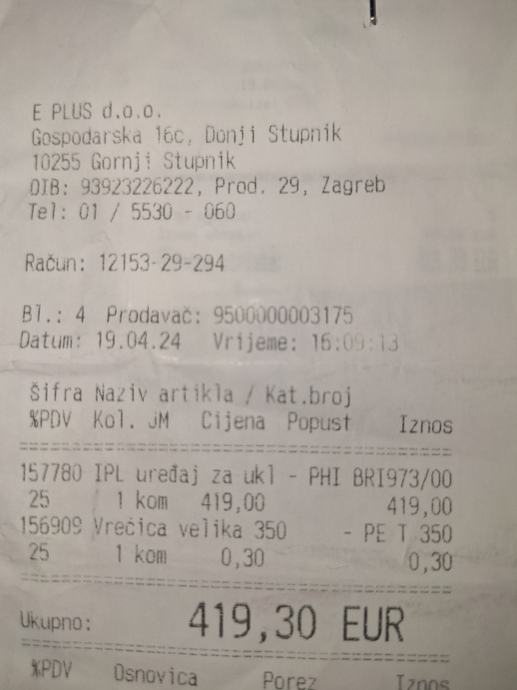 E PLUS d.o.o.
Gospodarska 16c, Donji Stupnik
10255 Gornji Stupnik
OIB: 93923226222, Prod. 29, Zagreb
Tel: 01 / 5530 - 060
Račun: 12153-29-294
Bl.: 4 Prodavač: 9500000003175
Datum: 19.04.24 Vrijeme: 16:09:13
Šifra Naziv artikla / Kat.broj
%PDV Kol. JM Cijena Popust Iznos
157780 IPL uređaj za ukl - PHI BRI973/00
25 1 kom 419,00 419,00
156909 Vrećica velika 350 - PE T 350
25 1 kom 0,30 0,30
Ukupno: 419,30 EUR
%PDV Osnovica Porez Iznos